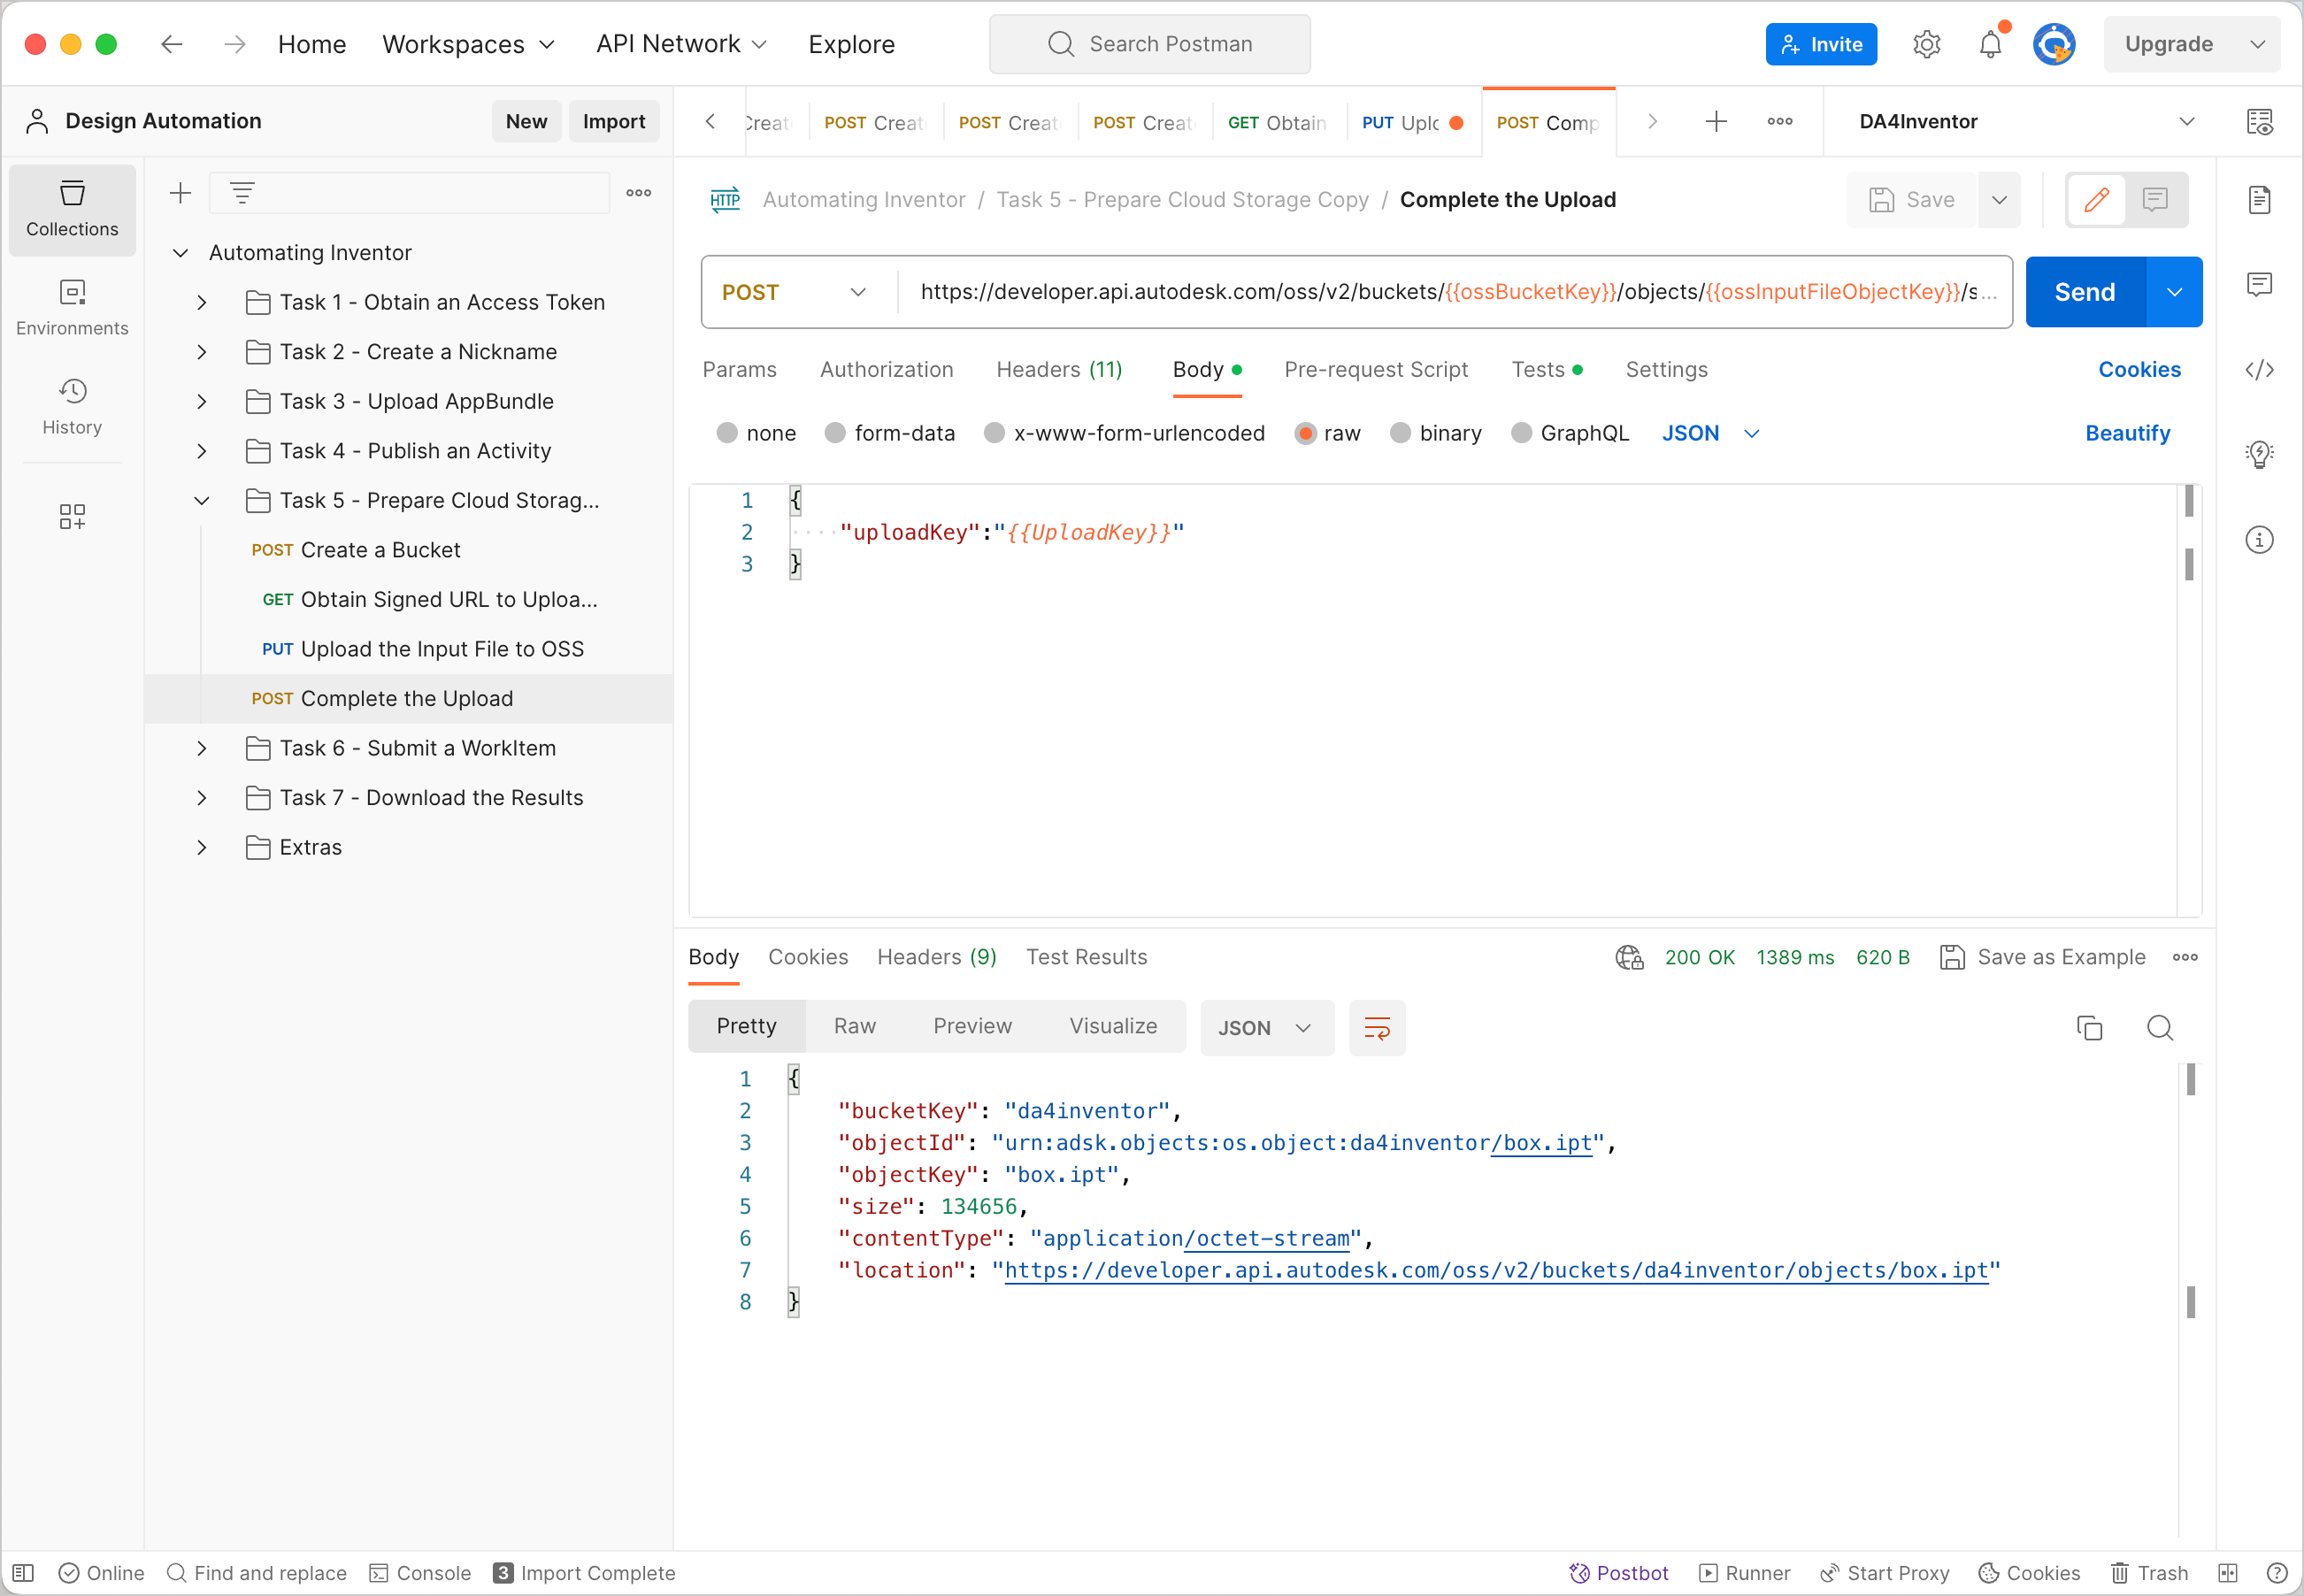 Home
Workspaces
API Network
Explore
Search Postman
Invite
Upgrade
Design Automation
New
Import
POST Creat
POST Creat
POST Creat
GET Obtain
PUT Uplo
POST Comp
DA4Inventor
Collections
Environments
History
Automating Inventor
Task 1 - Obtain an Access Token
Task 2 - Create a Nickname
Task 3 - Upload AppBundle
Task 4 - Publish an Activity
Task 5 - Prepare Cloud Storag...
POST Create a Bucket
GET Obtain Signed URL to Uploa...
PUT Upload the Input File to OSS
POST Complete the Upload
Task 6 - Submit a WorkItem
Task 7 - Download the Results
Extras
HTTP Automating Inventor / Task 5 - Prepare Cloud Storage Copy / Complete the Upload
Save
POST https://developer.api.autodesk.com/oss/v2/buckets/{{ossBucketKey}}/objects/{{ossInputFileObjectKey}}/s...
Send
Params Authorization Headers (11) Body Pre-request Script Tests Settings Cookies
none form-data x-www-form-urlencoded raw binary GraphQL JSON Beautify
1 {
2 ····"uploadKey":"{{UploadKey}}"
3 }
Body Cookies Headers (9) Test Results 200 OK 1389 ms 620 B Save as Example
Pretty Raw Preview Visualize JSON
1 {
2 "bucketKey": "da4inventor",
3 "objectId": "urn:adsk.objects:os.object:da4inventor/box.ipt",
4 "objectKey": "box.ipt",
5 "size": 134656,
6 "contentType": "application/octet-stream",
7 "location": "https://developer.api.autodesk.com/oss/v2/buckets/da4inventor/objects/box.ipt"
8 }
Online Find and replace Console 3 Import Complete Postbot Runner Start Proxy Cookies Trash